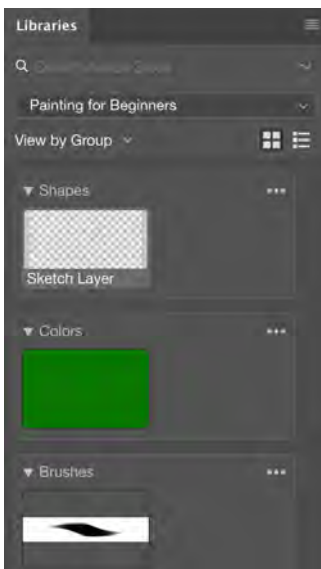 Libraries
Painting for Beginners
View by Group
Shapes
Sketch Layer
Colors
Brushes